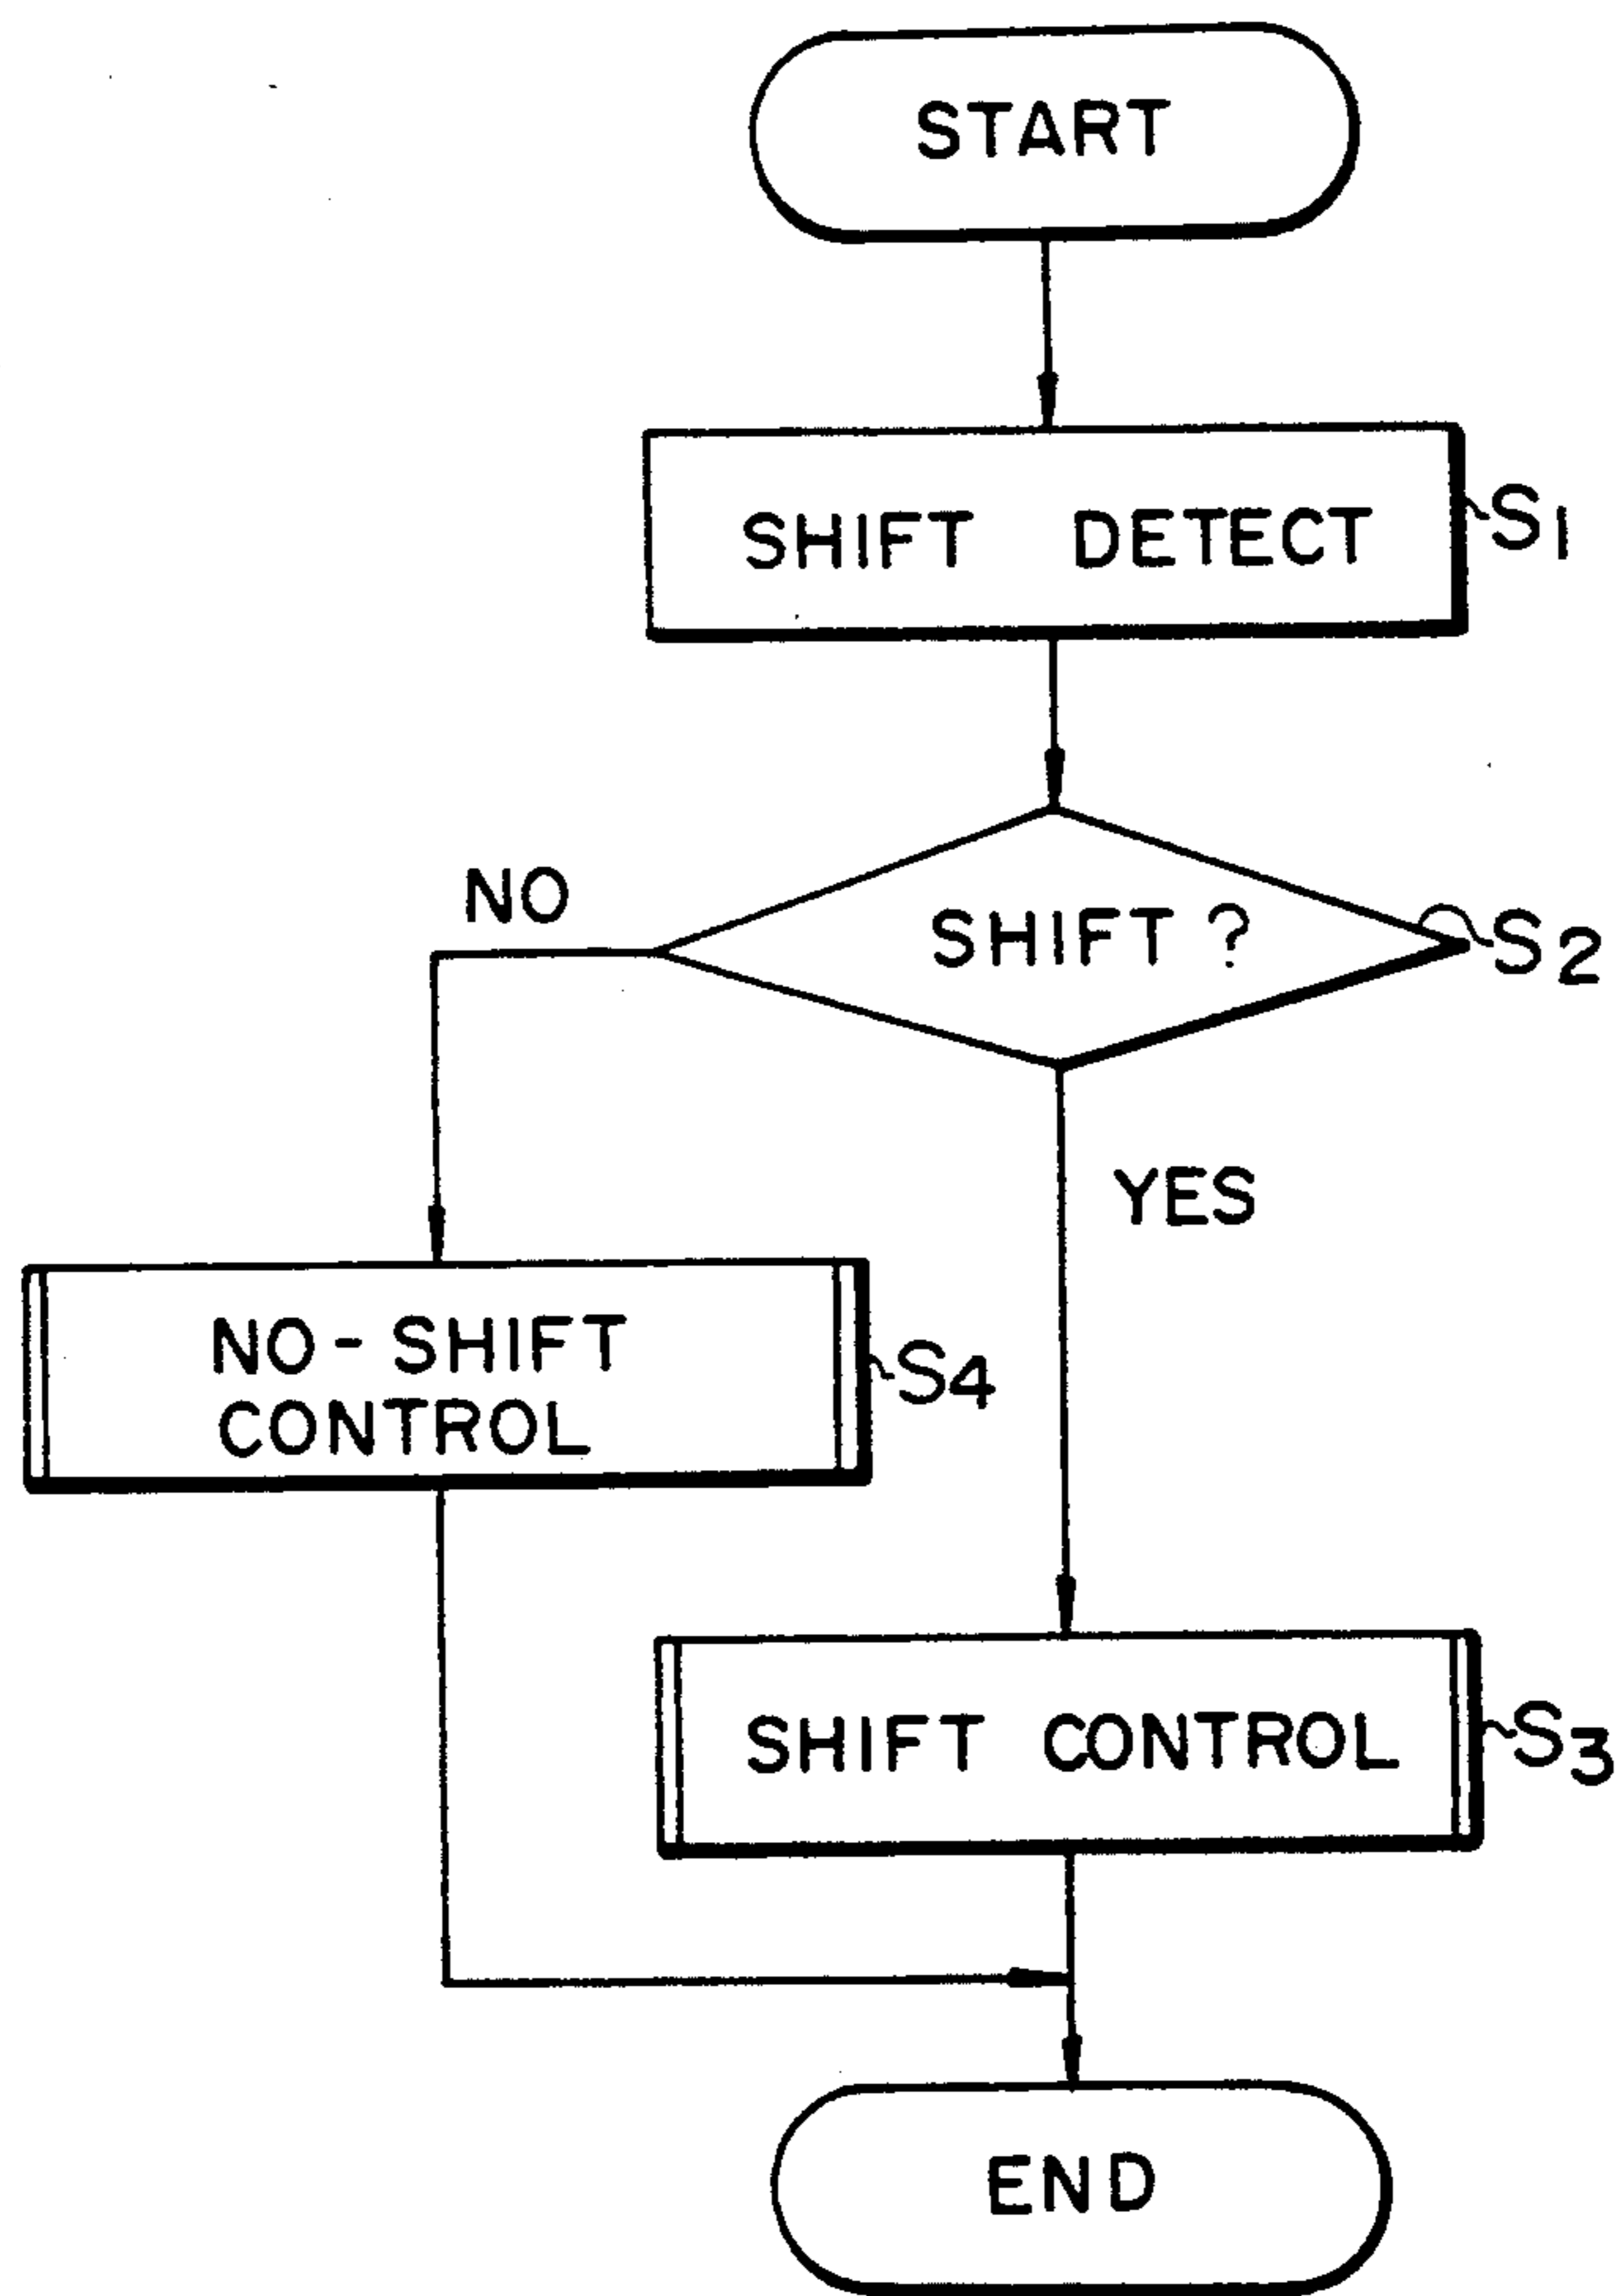 START
SHIFT DETECT
S1
NO
SHIFT ?
S2
YES
NO-SHIFT
CONTROL
S4
SHIFT CONTROL
S3
END